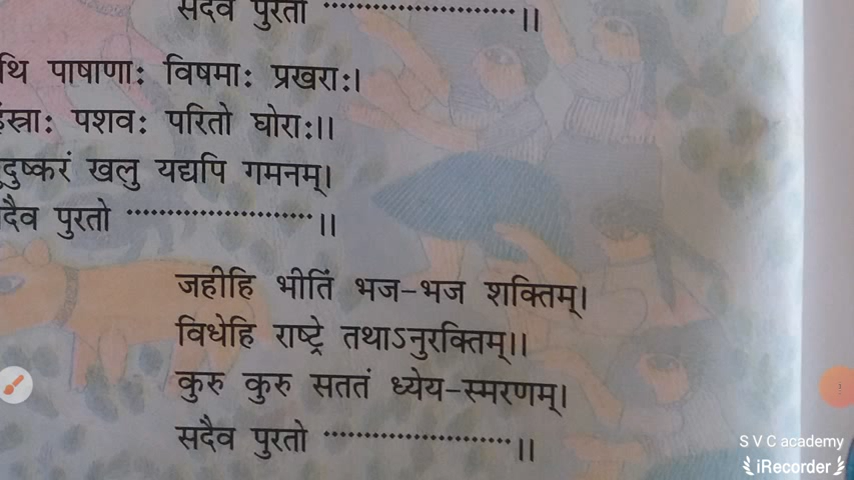 सदैव पुरतो ......................॥
थि पाषाणाः विषमाः प्रखराः।
स्राः पशवः परितो घोराः॥
दुष्करं खलु यद्यपि गमनम्।
दैव पुरतो ......................॥
जहीहि भीतिं भज-भज शक्तिम्।
विधेहि राष्ट्रे तथाऽनुरक्तिम्॥
कुरु कुरु सततं ध्येय-स्मरणम्।
सदैव पुरतो ......................॥
S V C academy
iRecorder